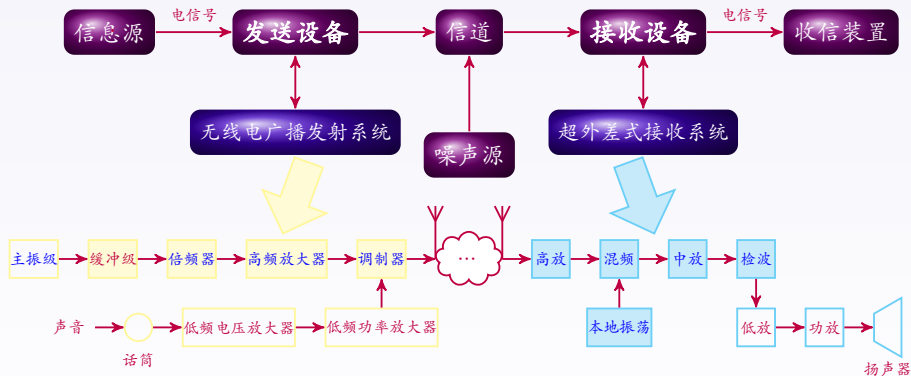 信息源
电信号
发送设备
信道
接收设备
电信号
收信装置
无线电广播发射系统
超外差式接收系统
噪声源
主振级
缓冲级
倍频器
高频放大器
调制器
...
高放
混频
中放
检波
声音
话筒
低频电压放大器
低频功率放大器
本地振荡
低放
功放
扬声器